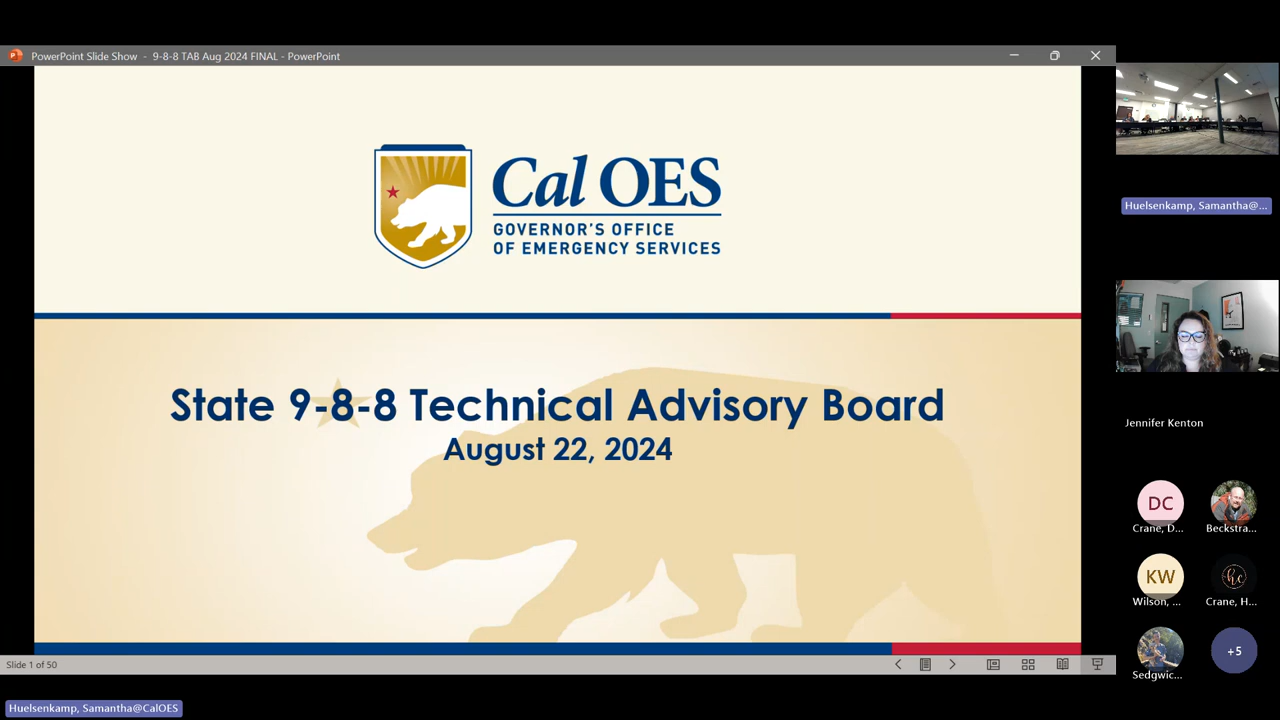 PowerPoint Slide Show - 9-8-8 TAB Aug 2024 FINAL - PowerPoint
Cal OES
GOVERNOR'S OFFICE
OF EMERGENCY SERVICES
State 9-8-8 Technical Advisory Board
August 22, 2024
Slide 1 of 50
Huelsenkamp, Samantha@CalOES
Huelsenkamp, Samantha@...
Jennifer Kenton
DC
Crane, D...
Beckstra...
KW
Wilson, ...
hc
Crane, H...
Sedgwic...
+5